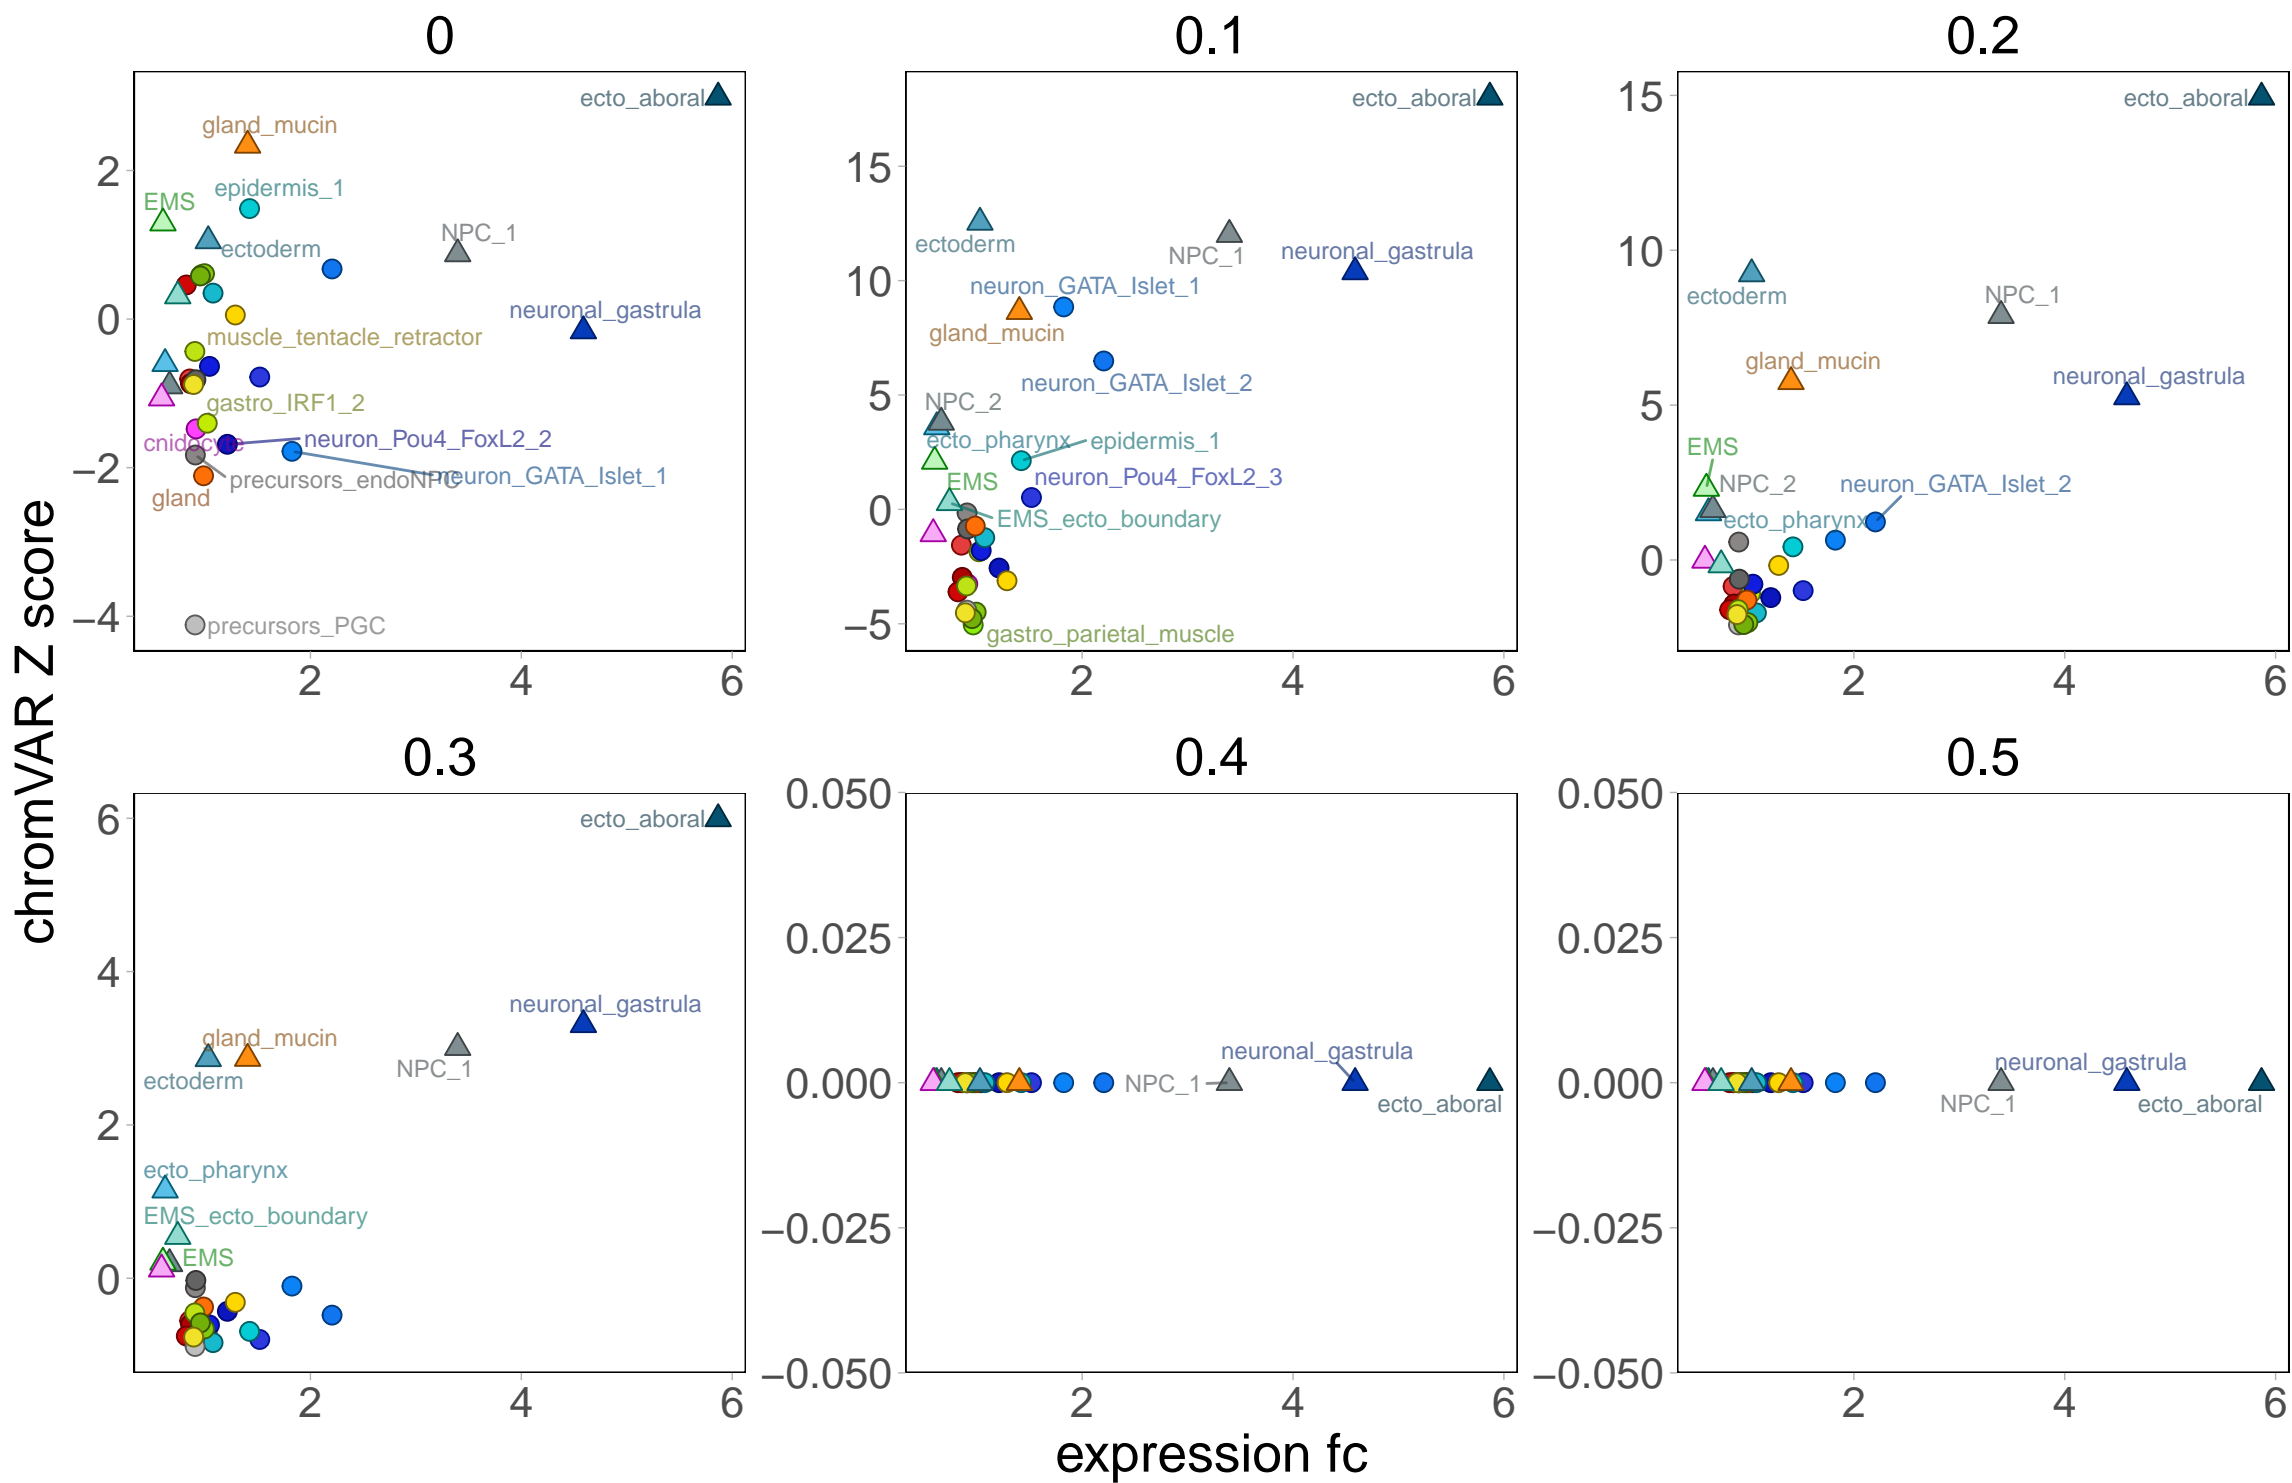 0
0.1
0.2
chromVAR Z score
2
0
−2
−4
ecto_aboral
gland_mucin
epidermis_1
EMS
ectoderm
NPC_1
neuronal_gastrula
muscle_tentacle_retractor
gastro_IRF1_2
cnidocyte
neuron_Pou4_FoxL2_2
precursors_endoNPC
neuron_GATA_Islet_1
gland
precursors_PGC
2 4 6
15
10
5
0
−5
ecto_aboral
ectoderm
NPC_1
neuronal_gastrula
neuron_GATA_Islet_1
gland_mucin
neuron_GATA_Islet_2
NPC_2
ecto_pharynx
epidermis_1
EMS
neuron_Pou4_FoxL2_3
EMS_ecto_boundary
gastro_parietal_muscle
2 4 6
15
10
5
0
ecto_aboral
ectoderm
NPC_1
gland_mucin
neuronal_gastrula
EMS
NPC_2
neuron_GATA_Islet_2
ecto_pharynx
2 4 6
0.3
0.4
0.5
6
4
2
0
ecto_aboral
neuronal_gastrula
gland_mucin
ectoderm
NPC_1
ecto_pharynx
EMS_ecto_boundary
EMS
2 4 6
0.050
0.025
0.000
−0.025
−0.050
neuronal_gastrula
NPC_1
ecto_aboral
2 4 6
0.050
0.025
0.000
−0.025
−0.050
neuronal_gastrula
NPC_1
ecto_aboral
2 4 6
expression fc